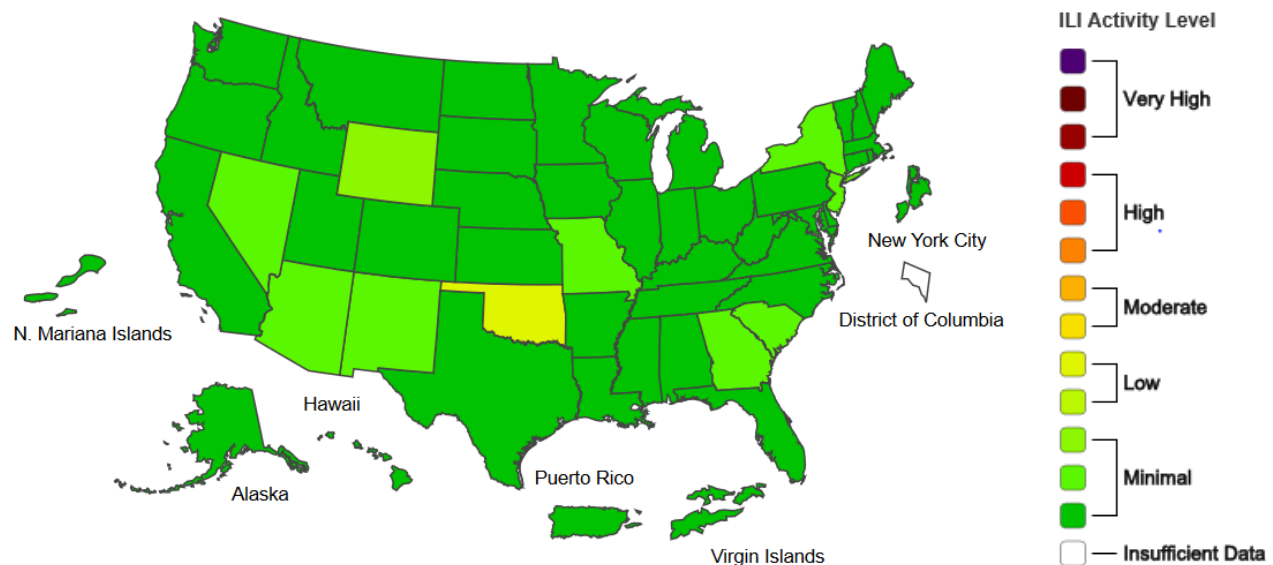 ILI Activity Level
Very High
High
Moderate
Low
Minimal
Insufficient Data
New York City
District of Columbia
N. Mariana Islands
Hawaii
Alaska
Puerto Rico
Virgin Islands